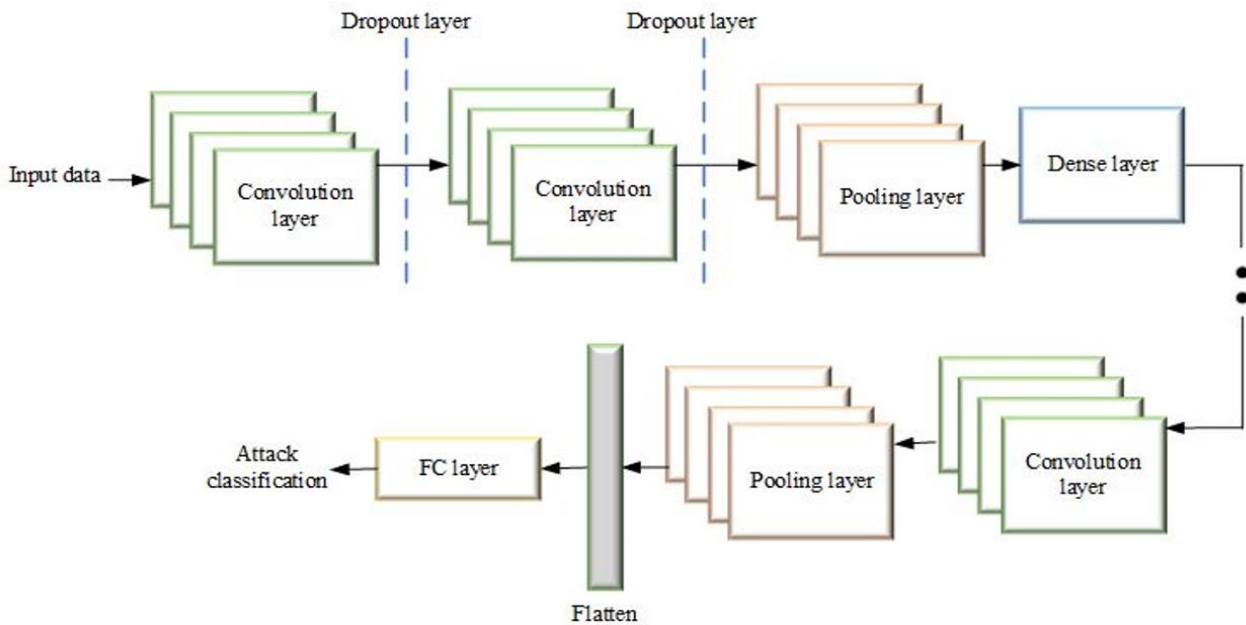 Dropout layer
Dropout layer
Input data
Convolution
layer
Convolution
layer
Pooling layer
Dense layer
Attack
classification
FC layer
Flatten
Pooling layer
Convolution
layer